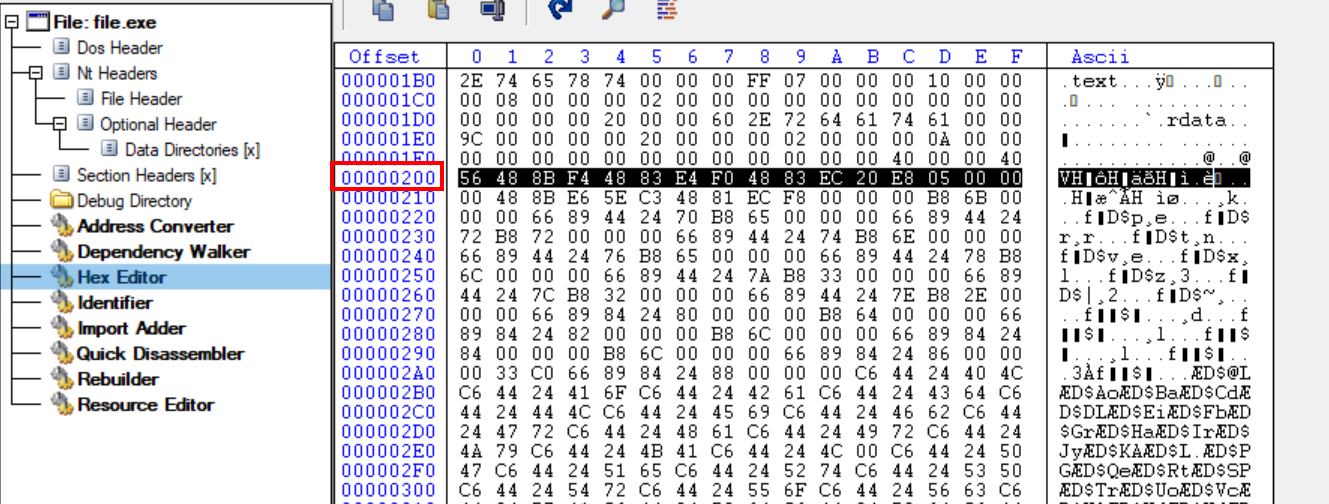 File: file.exe
Dos Header
Nt Headers
File Header
Optional Header
Data Directories [x]
Section Headers [x]
Debug Directory
Address Converter
Dependency Walker
Hex Editor
Identifier
Import Adder
Quick Disassembler
Rebuilder
Resource Editor
Offset 0 1 2 3 4 5 6 7 8 9 A B C D E F Ascii
000001B0 2E 74 65 78 74 00 00 00 FF 07 00 00 00 10 00 00 .text...ÿ▯...▯..
000001C0 00 08 00 00 00 02 00 00 00 00 00 00 00 00 00 00 .▯...▯..........
000001D0 00 00 00 00 20 00 00 60 2E 72 64 61 74 61 00 00 .......`.rdata..
000001E0 9C 00 00 00 00 20 00 00 00 02 00 00 00 0A 00 00
000001F0 00 00 00 00 00 00 00 00 00 00 00 00 40 00 00 40 ............@..@
00000200 56 48 8B F4 48 83 E4 F0 48 83 EC 20 E8 05 00 00 VH▮ôH▮äðH▮ì.è▯..
00000210 00 48 8B E6 5E C3 48 81 EC F8 00 00 00 B8 6B 00 .H▮æ^ÃH ìø...¸k.
00000220 00 00 66 89 44 24 70 B8 65 00 00 00 66 89 44 24 ..f▮D$p¸e...f▮D$
00000230 72 B8 72 00 00 00 66 89 44 24 74 B8 6E 00 00 00 r¸r...f▮D$t¸n...
00000240 66 89 44 24 76 B8 65 00 00 00 66 89 44 24 78 B8 f▮D$v¸e...f▮D$x¸
00000250 6C 00 00 00 66 89 44 24 7A B8 33 00 00 00 66 89 l...f▮D$z¸3...f▮
00000260 44 24 7C B8 32 00 00 00 66 89 44 24 7E B8 2E 00 D$|¸2...f▮D$~¸..
00000270 00 00 66 89 84 24 80 00 00 00 B8 64 00 00 00 66 ..f▮▮$▮...¸d...f
00000280 89 84 24 82 00 00 00 B8 6C 00 00 00 66 89 84 24 ▮▮$▮...¸l...f▮▮$
00000290 84 00 00 00 B8 6C 00 00 00 66 89 84 24 86 00 00 ▮...¸l...f▮▮$▮..
000002A0 00 33 C0 66 89 84 24 88 00 00 00 C6 44 24 40 4C .3Àf▮▮$▮...ÆD$@L
000002B0 C6 44 24 41 6F C6 44 24 42 61 C6 44 24 43 64 C6 ÆD$AoÆD$BaÆD$CdÆ
000002C0 44 24 44 4C C6 44 24 45 69 C6 44 24 46 62 C6 44 D$DLÆD$EiÆD$FbÆD
000002D0 24 47 72 C6 44 24 48 61 C6 44 24 49 72 C6 44 24 $GrÆD$HaÆD$IrÆD$
000002E0 4A 79 C6 44 24 4B 41 C6 44 24 4C 00 C6 44 24 50 JyÆD$KAÆD$L.ÆD$P
000002F0 47 C6 44 24 51 65 C6 44 24 52 74 C6 44 24 53 50 GÆD$QeÆD$RtÆD$SP
00000300 C6 44 24 54 72 C6 44 24 55 6F C6 44 24 56 63 C6 ÆD$TrÆD$UoÆD$VcÆ